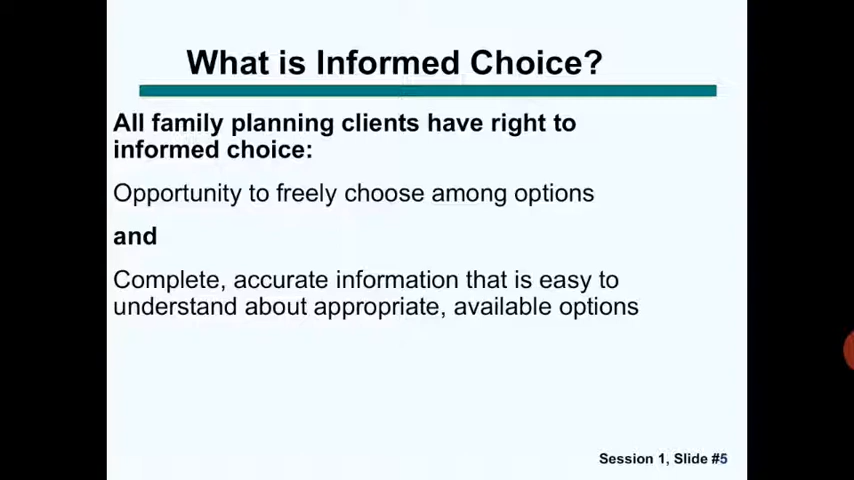 What is Informed Choice?
All family planning clients have right to
informed choice:
Opportunity to freely choose among options
and
Complete, accurate information that is easy to
understand about appropriate, available options
Session 1, Slide #5